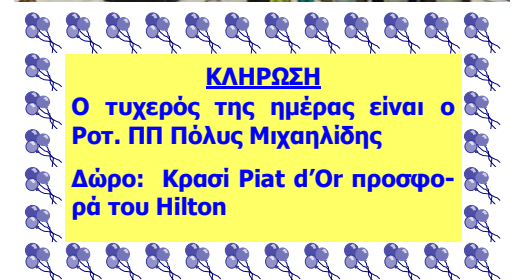 ΚΛΗΡΩΣΗ
Ο τυχερός της ημέρας είναι ο
Ροτ. ΠΠ Πόλυς Μιχαηλίδης
Δώρο: Κρασί Piat d’Or προσφο-
ρά του Hilton